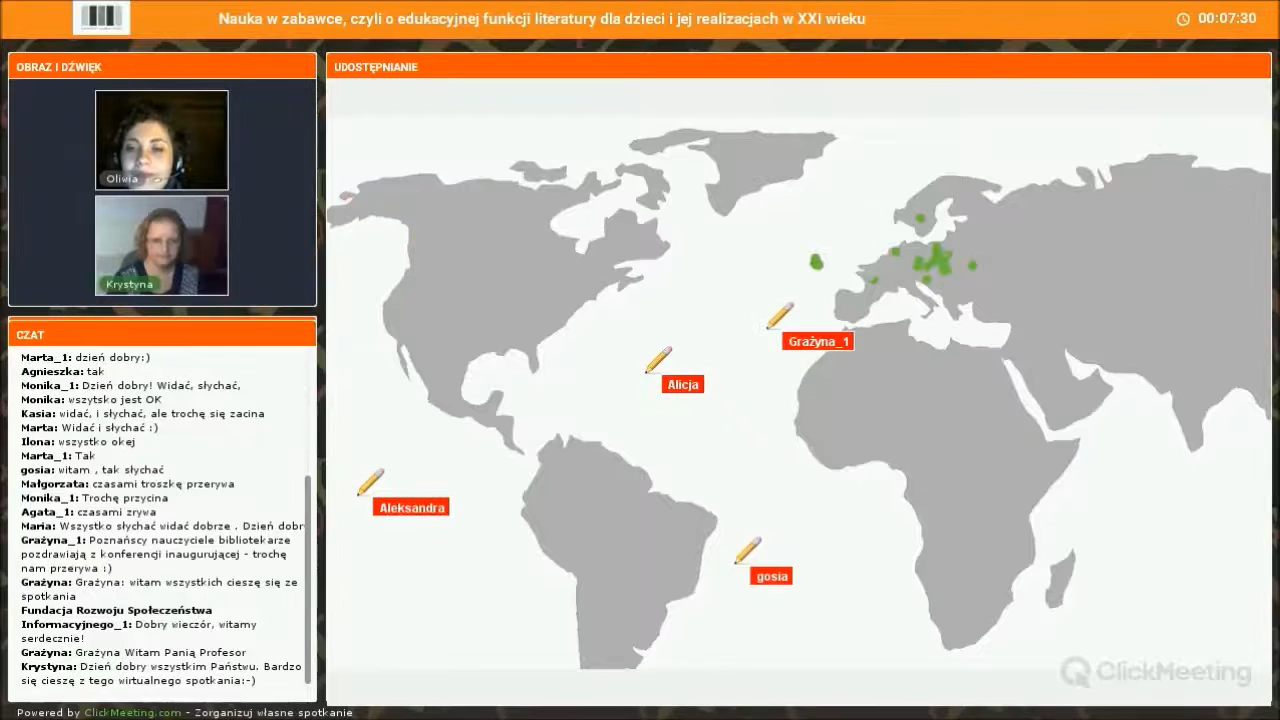 Nauka w zabawce, czyli o edukacyjnej funkcji literatury dla dzieci i jej realizacjach w XXI wieku
00:07:30
OBRAZ I DŹWIĘK
UDOSTĘPNIANIE
Oliwia
Krystyna
CZAT
Marta_1: dzień dobry:)
Agnieszka: tak
Monika_1: Dzień dobry! Widać, słychać,
Monika: wszytsko jest OK
Kasia: widać, i słychać, ale trochę się zacina
Marta: Widać i słychać :)
Ilona: wszystko okej
Marta_1: Tak
gosia: witam , tak słychać
Małgorzata: czasami troszkę przerywa
Monika_1: Trochę przycina
Agata_1: czasami zrywa
Maria: Wszystko słychać widać dobrze . Dzień dobr
Grażyna_1: Poznańscy nauczyciele bibliotekarze
pozdrawiają z konferencji inaugurującej - trochę
nam przerywa :)
Grażyna: Grażyna: witam wszystkich cieszę się ze
spotkania
Fundacja Rozwoju Społeczeństwa
Informacyjnego_1: Dobry wieczór, witamy
serdecznie!
Grażyna: Grażyna Witam Panią Profesor
Krystyna: Dzień dobry wszystkim Państwu. Bardzo
się cieszę z tego wirtualnego spotkania:-)
Grażyna_1
Alicja
Aleksandra
gosia
ClickMeeting
Powered by ClickMeeting.com - Zorganizuj własne spotkanie